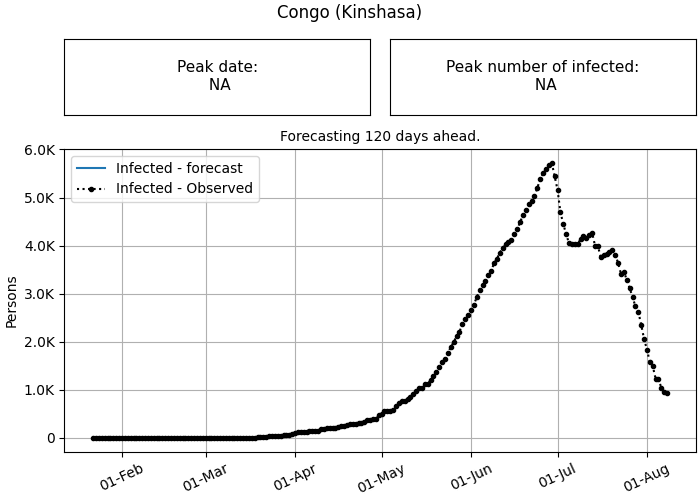 Congo (Kinshasa)
Peak date:
NA
Peak number of infected:
NA
Forecasting 120 days ahead.
Infected - forecast
Infected - Observed
Persons
6.0K
5.0K
4.0K
3.0K
2.0K
1.0K
0
01-Feb
01-Mar
01-Apr
01-May
01-Jun
01-Jul
01-Aug